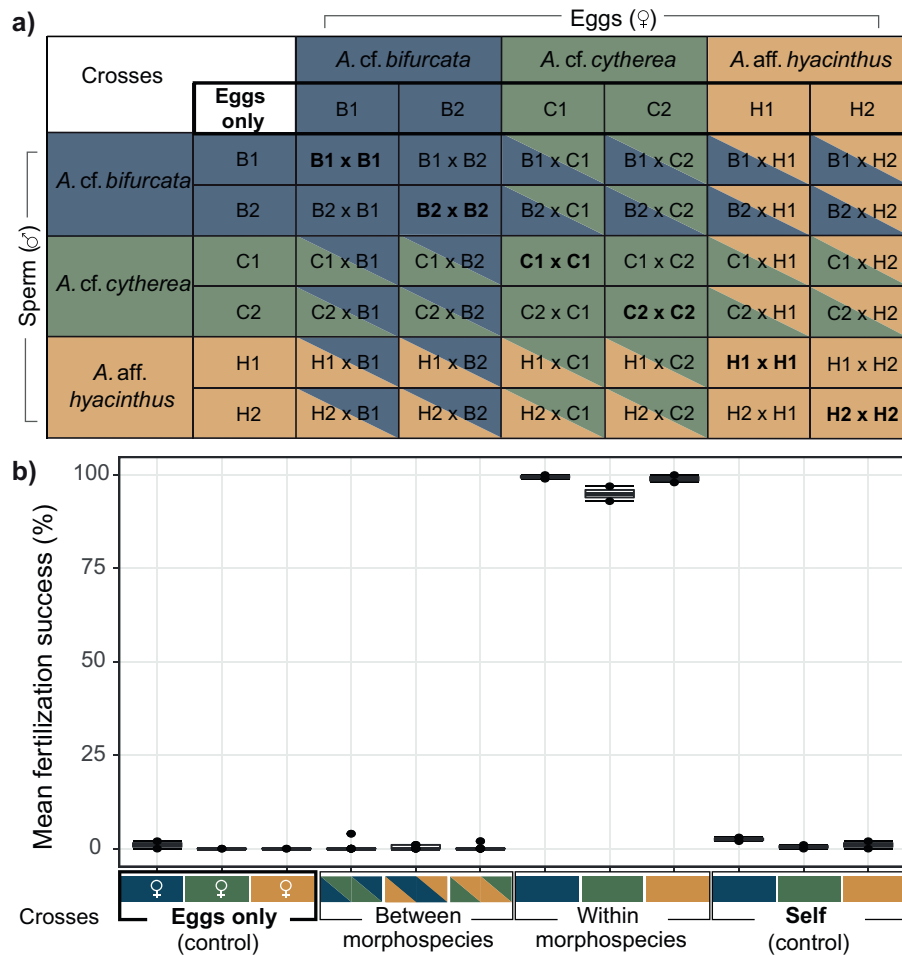 a)
Eggs (♀)
Crosses
A. cf. bifurcata
A. cf. cytherea
A. aff. hyacinthus
Eggs only
B1
B2
C1
C2
H1
H2
Sperm (♂)
A. cf. bifurcata
B1
B1 x B1
B1 x B2
B1 x C1
B1 x C2
B1 x H1
B1 x H2
B2
B2 x B1
B2 x B2
B2 x C1
B2 x C2
B2 x H1
B2 x H2
A. cf. cytherea
C1
C1 x B1
C1 x B2
C1 x C1
C1 x C2
C1 x H1
C1 x H2
C2
C2 x B1
C2 x B2
C2 x C1
C2 x C2
C2 x H1
C2 x H2
A. aff.
hyacinthus
H1
H1 x B1
H1 x B2
H1 x C1
H1 x C2
H1 x H1
H1 x H2
H2
H2 x B1
H2 x B2
H2 x C1
H2 x C2
H2 x H1
H2 x H2
b)
Mean fertilization success (%)
100
75
50
25
0
♀ ♀ ♀
Crosses
Eggs only
(control)
Between
morphospecies
Within
morphospecies
Self
(control)